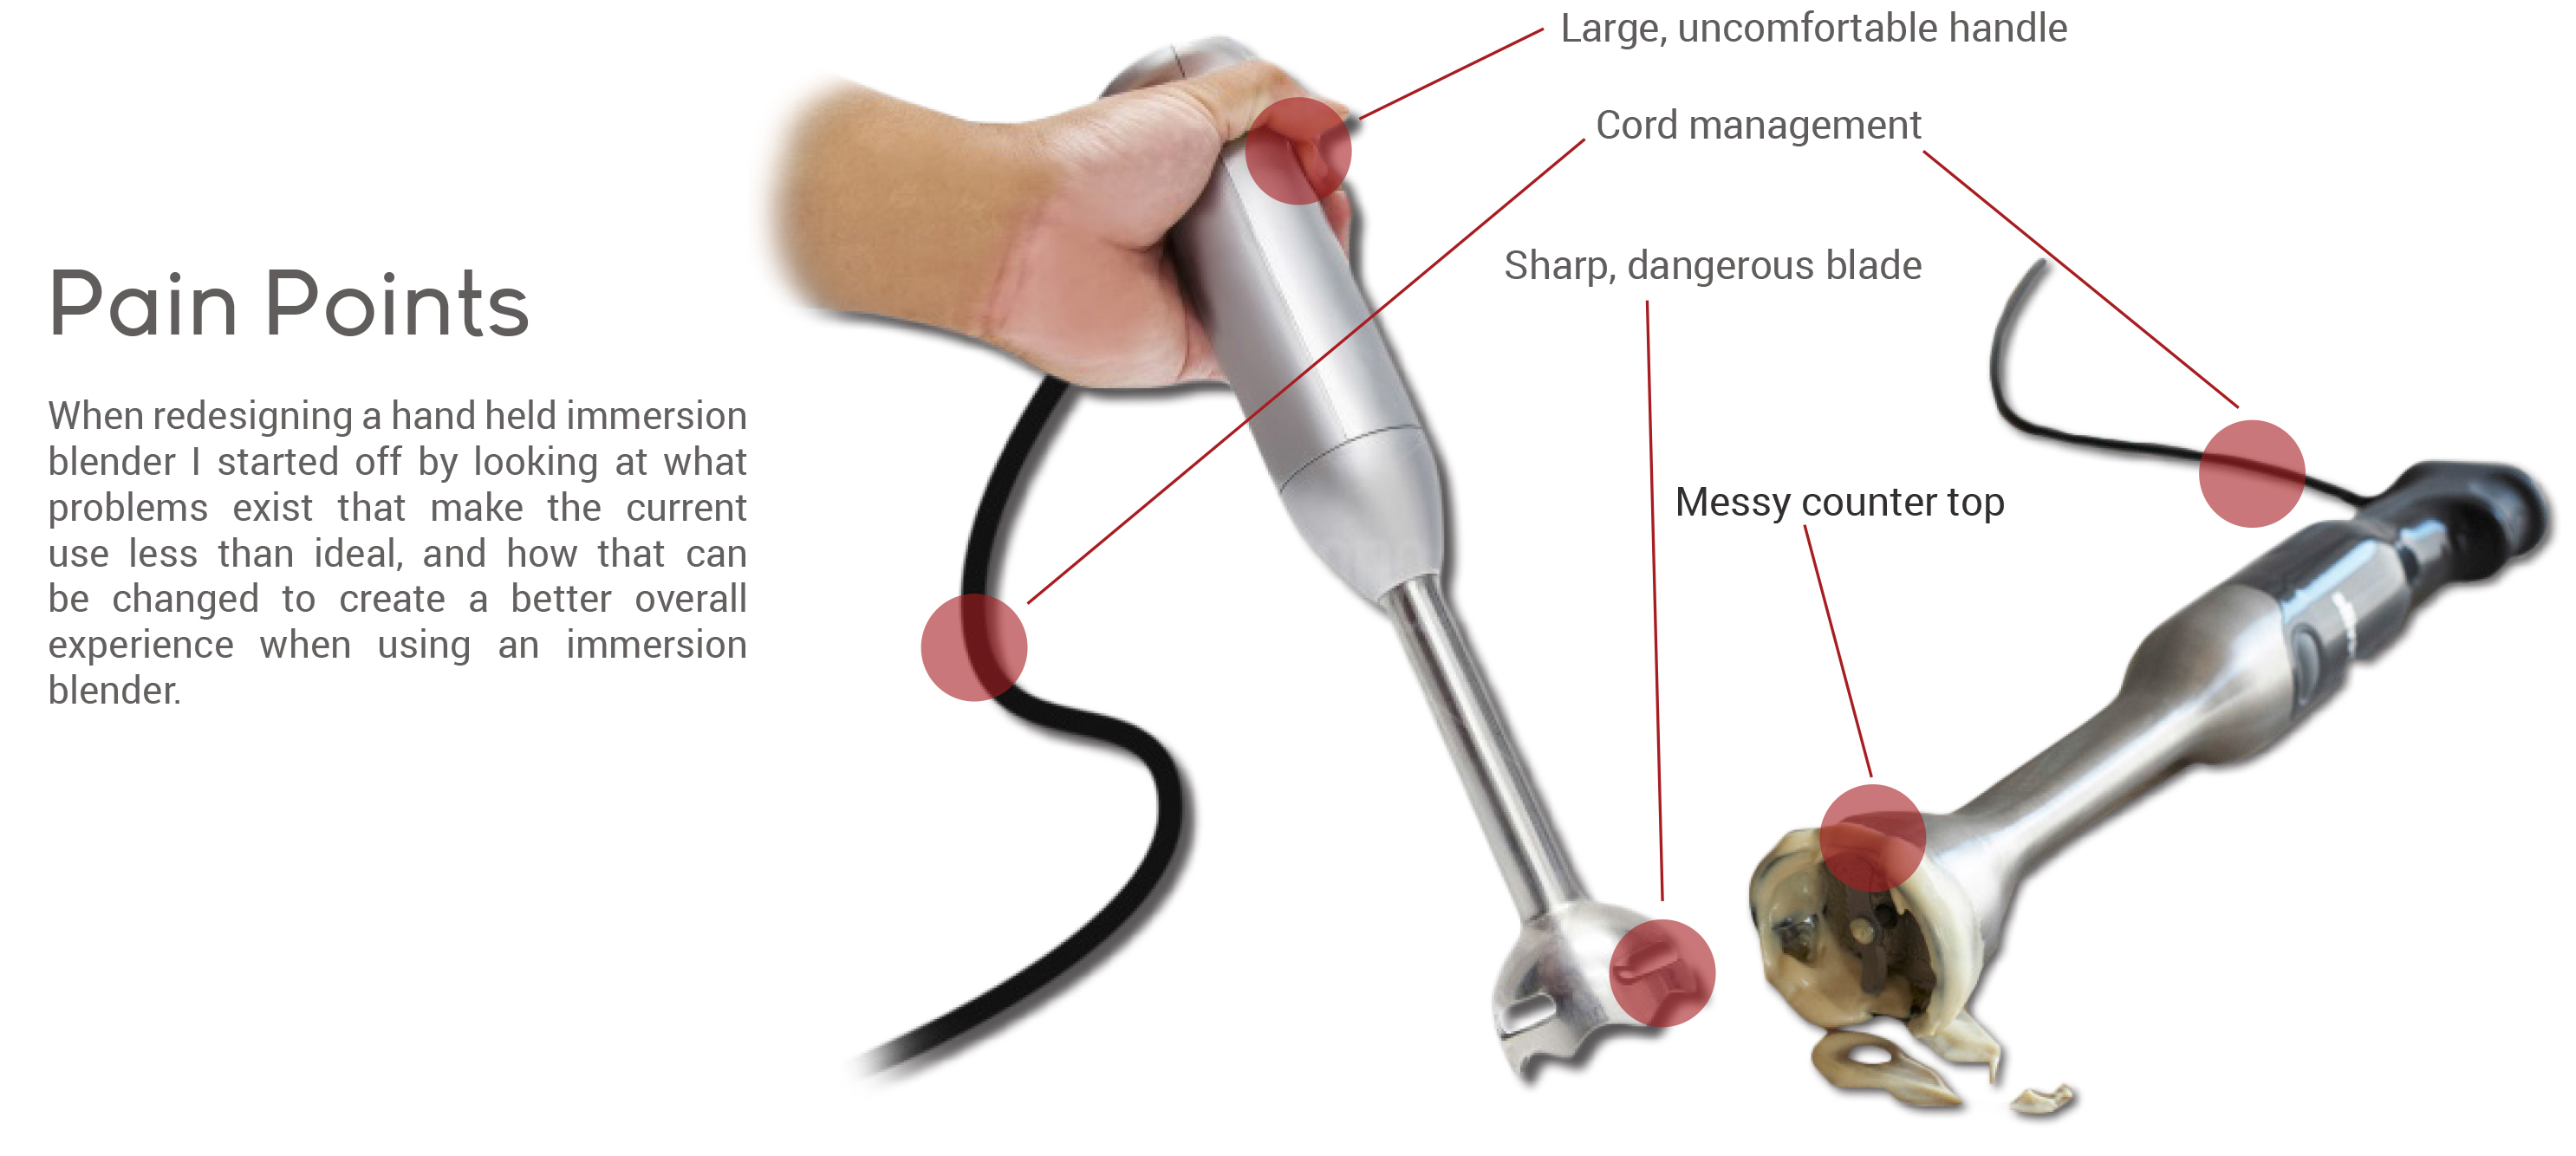 Pain Points
When redesigning a hand held immersion
blender I started off by looking at what
problems exist that make the current
use less than ideal, and how that can
be changed to create a better overall
experience when using an immersion
blender.
Large, uncomfortable handle
Cord management
Sharp, dangerous blade
Messy counter top